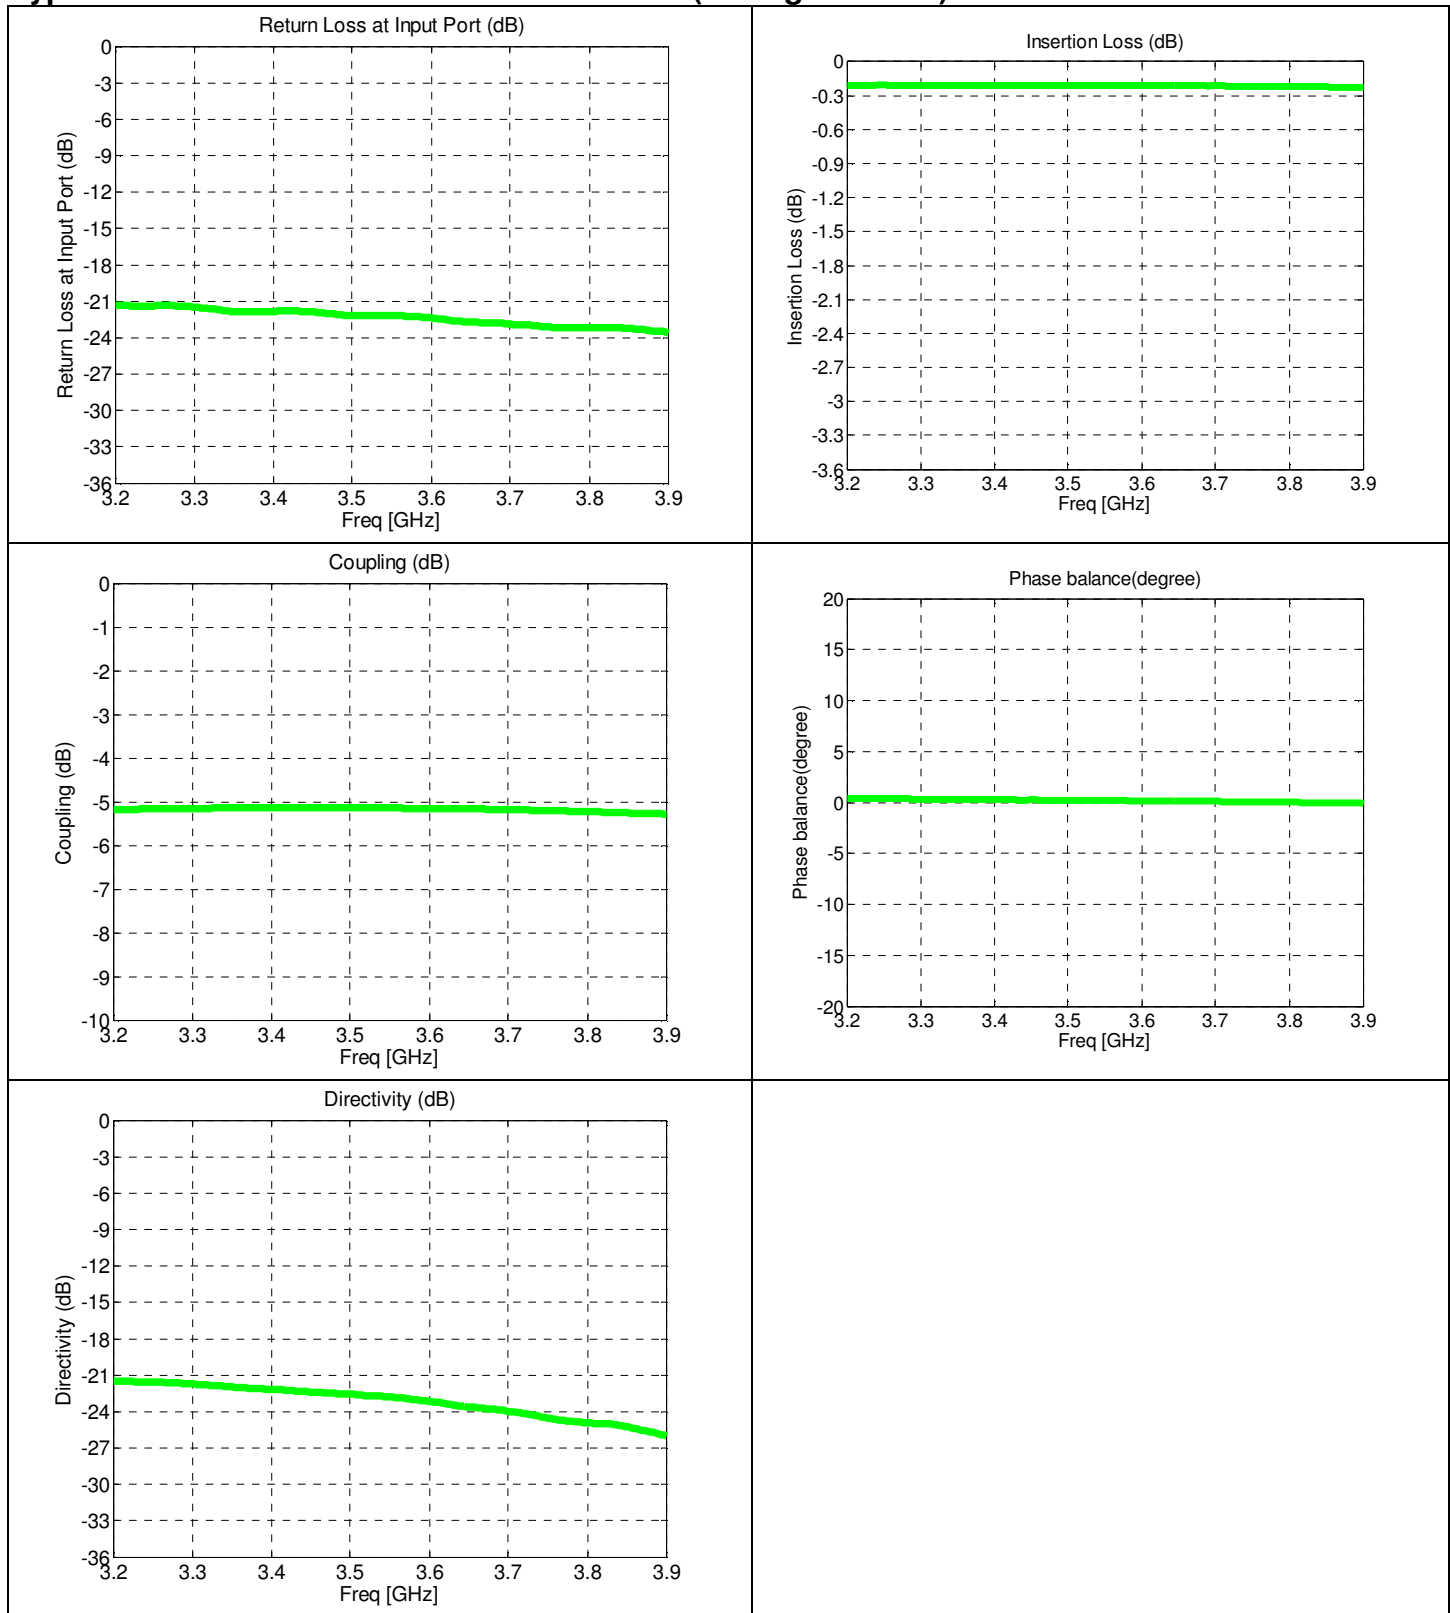 Return Loss at Input Port (dB)
0
-3
-6
-9
-12
-15
-18
-21
-24
-27
-30
-33
-36
Return Loss at Input Port (dB)
3.2 3.3 3.4 3.5 3.6 3.7 3.8 3.9
Freq [GHz]
Insertion Loss (dB)
0
-0.3
-0.6
-0.9
-1.2
-1.5
-1.8
-2.1
-2.4
-2.7
-3
-3.3
-3.6
Insertion Loss (dB)
3.2 3.3 3.4 3.5 3.6 3.7 3.8 3.9
Freq [GHz]
Coupling (dB)
0
-1
-2
-3
-4
-5
-6
-7
-8
-9
-10
Coupling (dB)
3.2 3.3 3.4 3.5 3.6 3.7 3.8 3.9
Freq [GHz]
Phase balance(degree)
20
15
10
5
0
-5
-10
-15
-20
Phase balance(degree)
3.2 3.3 3.4 3.5 3.6 3.7 3.8 3.9
Freq [GHz]
Directivity (dB)
0
-3
-6
-9
-12
-15
-18
-21
-24
-27
-30
-33
-36
Directivity (dB)
3.2 3.3 3.4 3.5 3.6 3.7 3.8 3.9
Freq [GHz]